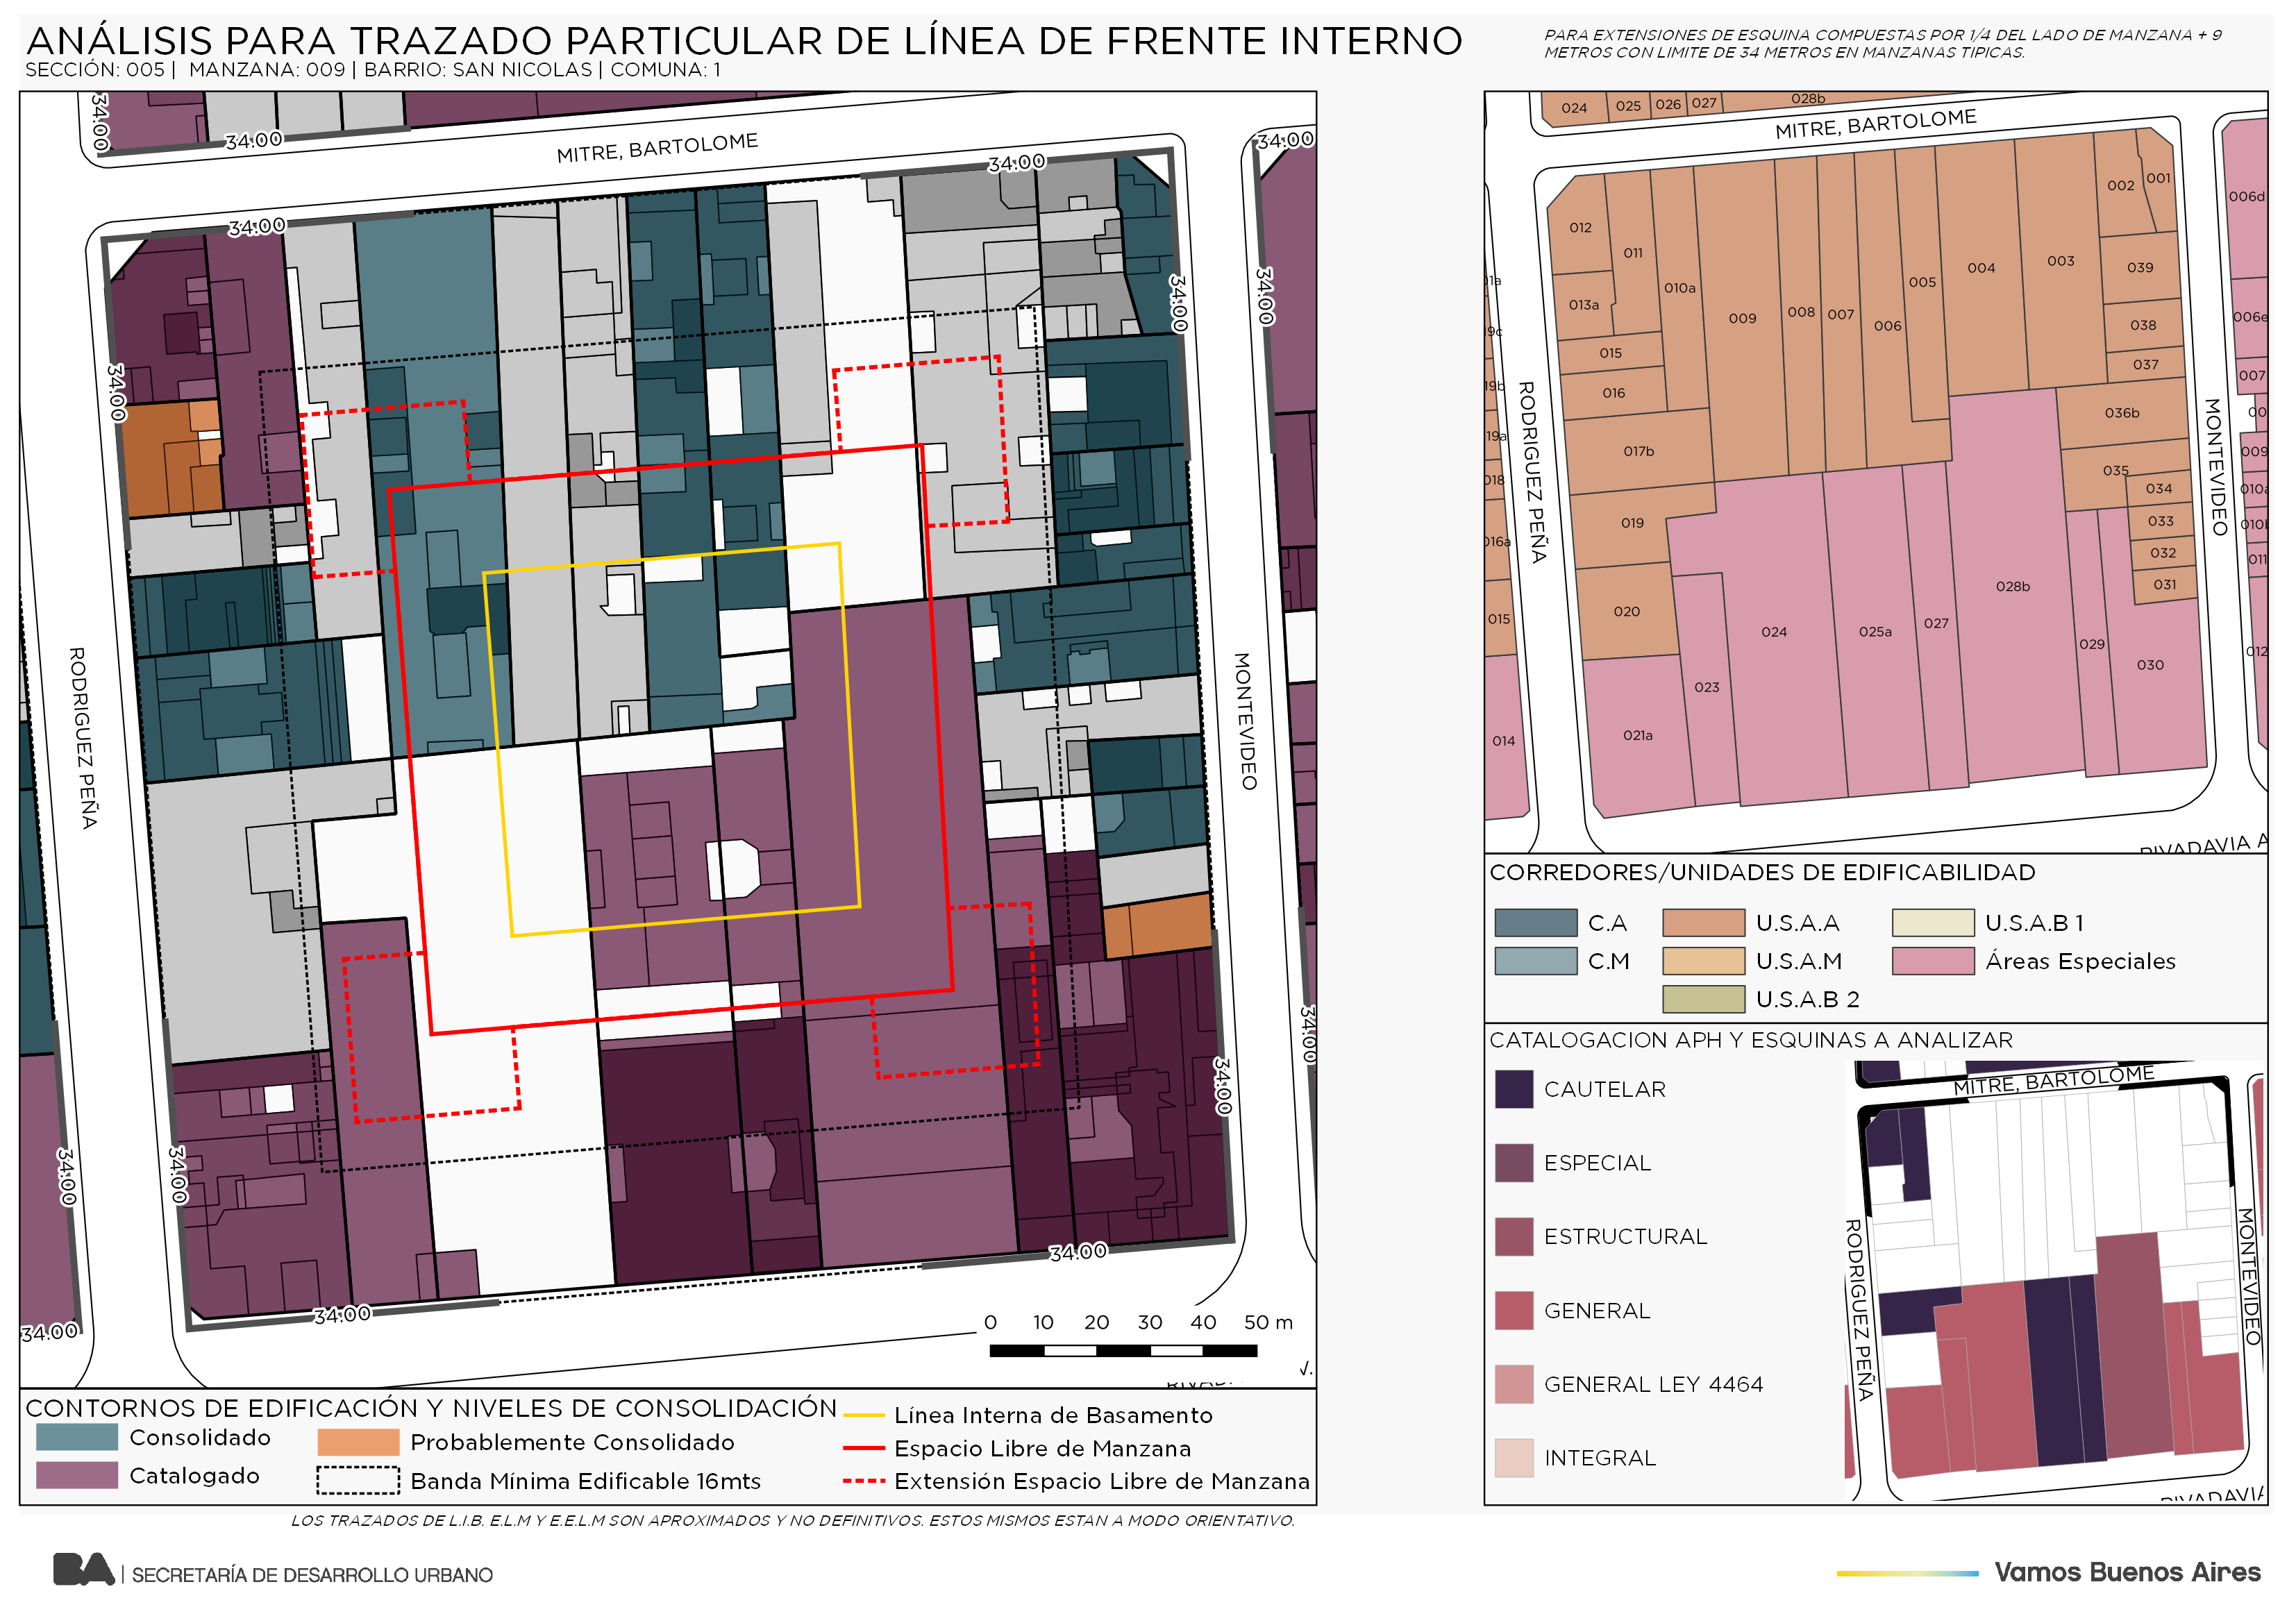 ANÁLISIS PARA TRAZADO PARTICULAR DE LÍNEA DE FRENTE INTERNO
SECCIÓN: 005 | MANZANA: 009 | BARRIO: SAN NICOLAS | COMUNA: 1
PARA EXTENSIONES DE ESQUINA COMPUESTAS POR 1/4 DEL LADO DE MANZANA + 9
METROS CON LIMITE DE 34 METROS EN MANZANAS TIPICAS.
34.00
34.00
MITRE, BARTOLOME
34.00
34.00
34.00
34.00
34.00
34.00
RODRIGUEZ PEÑA
MONTEVIDEO
34.00
34.00
34.00
34.00
34.00
34.00
34.00
0 10 20 30 40 50 m
CONTORNOS DE EDIFICACIÓN Y NIVELES DE CONSOLIDACIÓN
Consolidado
Catalogado
Probablemente Consolidado
Banda Mínima Edificable 16mts
Línea Interna de Basamento
Espacio Libre de Manzana
Extensión Espacio Libre de Manzana
LOS TRAZADOS DE L.I.B. E.L.M Y E.E.L.M SON APROXIMADOS Y NO DEFINITIVOS. ESTOS MISMOS ESTAN A MODO ORIENTATIVO.
024 025 026 027 028b
MITRE, BARTOLOME
012 011 010a 009 008 007 006 005 004 003 002 001
013a 015 016 017b 019 020 021a
039 038 037 036b 035 034 033 032 031
023 024 025a 027 028b 029 030
015
014
006d
006e
007
009
RODRIGUEZ PEÑA
MONTEVIDEO
RIVADAVIA A
CORREDORES/UNIDADES DE EDIFICABILIDAD
C.A
C.M
U.S.A.A
U.S.A.M
U.S.A.B 2
U.S.A.B 1
Áreas Especiales
CATALOGACION APH Y ESQUINAS A ANALIZAR
CAUTELAR
ESPECIAL
ESTRUCTURAL
GENERAL
GENERAL LEY 4464
INTEGRAL
MITRE, BARTOLOME
RODRIGUEZ PEÑA
MONTEVIDEO
BA | SECRETARÍA DE DESARROLLO URBANO
Vamos Buenos Aires